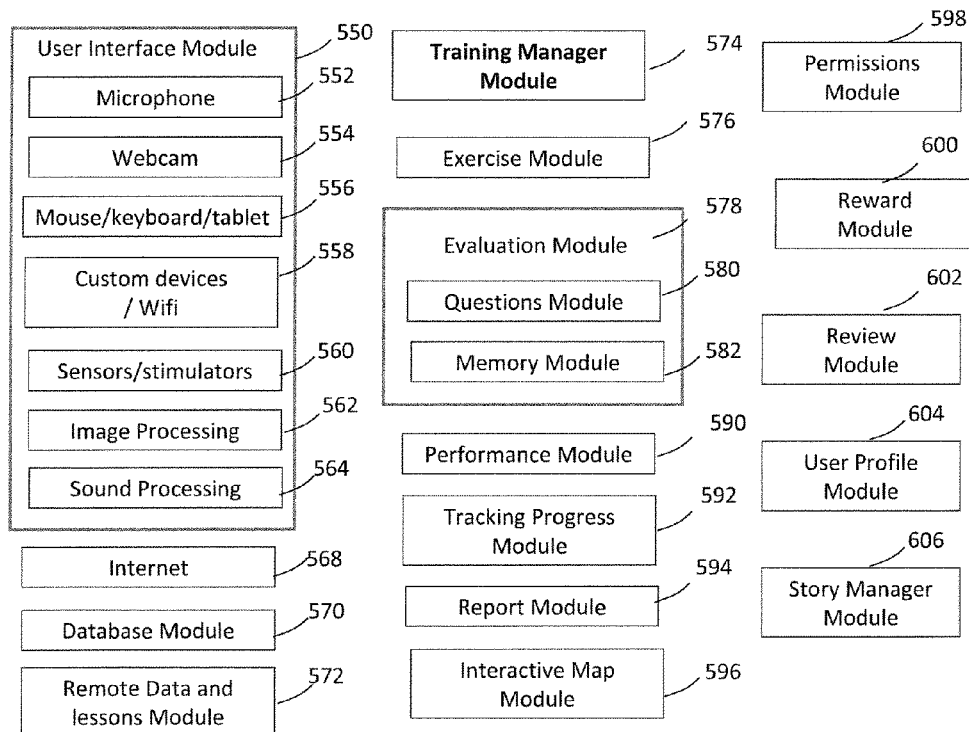 User Interface Module
550
Microphone
552
Webcam
554
Mouse/keyboard/tablet
556
Custom devices
/ Wifi
558
Sensors/stimulators
560
Image Processing
562
Sound Processing
564
Internet
568
Database Module
570
Remote Data and
lessons Module
572
Training Manager
Module
574
Exercise Module
576
Evaluation Module
578
Questions Module
580
Memory Module
582
Performance Module
590
Tracking Progress
Module
592
Report Module
594
Interactive Map
Module
596
Permissions
Module
598
Reward
Module
600
Review
Module
602
User Profile
Module
604
Story Manager
Module
606